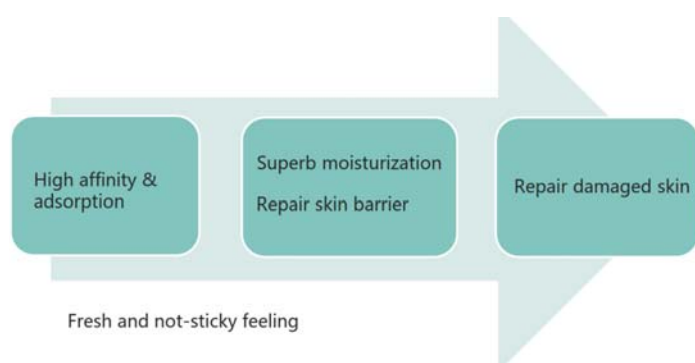 High affinity &
adsorption
Superb moisturization
Repair skin barrier
Repair damaged skin
Fresh and not-sticky feeling